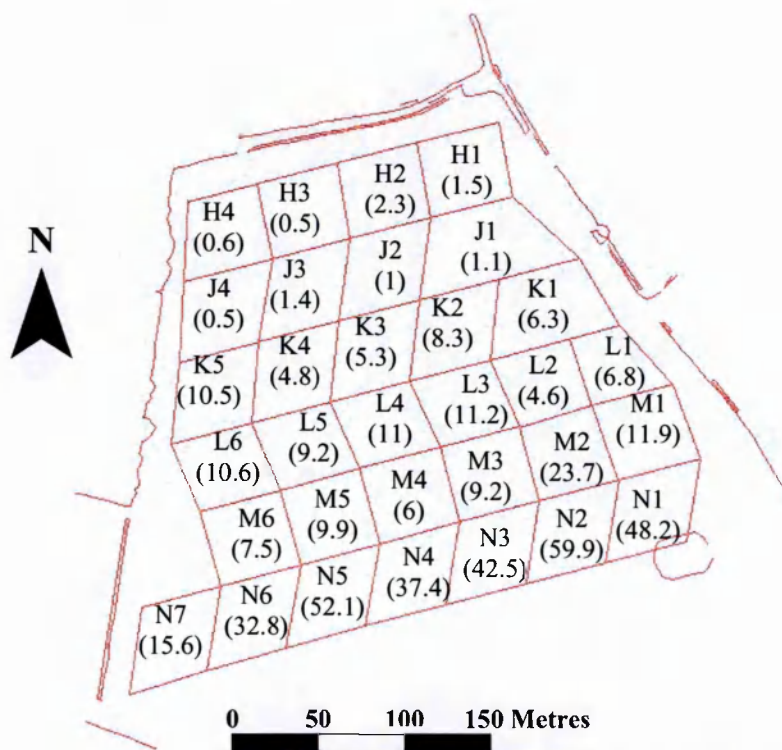 H4
(0.6)
H3
(0.5)
H2
(2.3)
H1
(1.5)
N
J4
(0.5)
J3
(1.4)
J2
(1)
J1
(1.1)
K5
(10.5)
K4
(4.8)
K3
(5.3)
K2
(8.3)
K1
(6.3)
L6
(10.6)
L5
(9.2)
L4
(11)
L3
(11.2)
L2
(4.6)
L1
(6.8)
M6
(7.5)
M5
(9.9)
M4
(6)
M3
(9.2)
M2
(23.7)
M1
(11.9)
N7
(15.6)
N6
(32.8)
N5
(52.1)
N4
(37.4)
N3
(42.5)
N2
(59.9)
N1
(48.2)
0 50 100 150 Metres